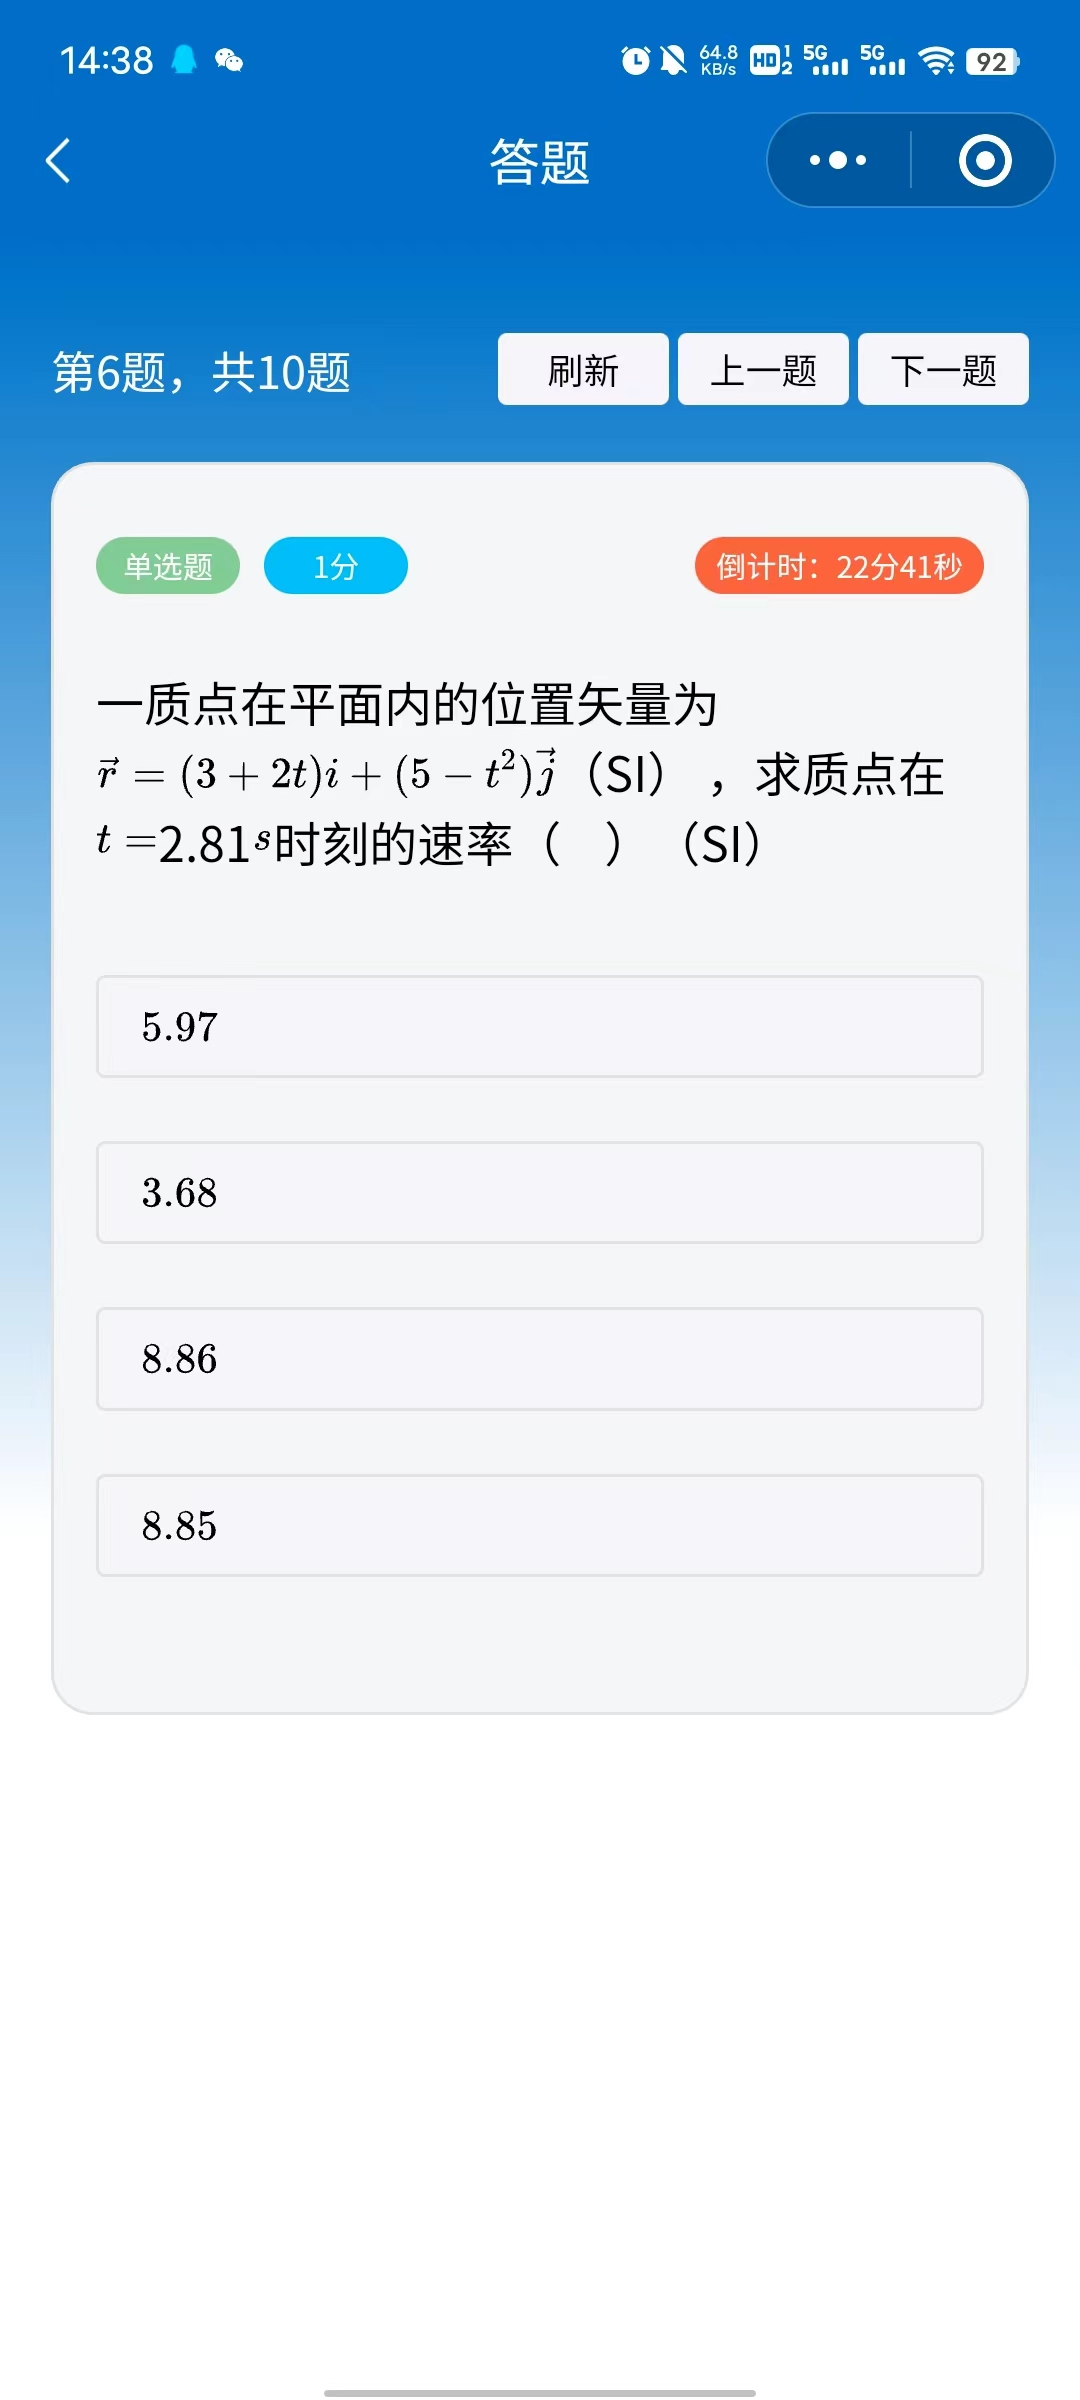 14:38 64.8 KB/s HD 1 2 5G 5G 92
答题
第6题，共10题 刷新 上一题 下一题
单选题 1分 倒计时：22分41秒
一质点在平面内的位置矢量为
$\vec{r} = (3 + 2t)i + (5 - t^2)\vec{j}$（SI），求质点在
$t =$2.81$s$时刻的速率（ ）（SI）
5.97
3.68
8.86
8.85